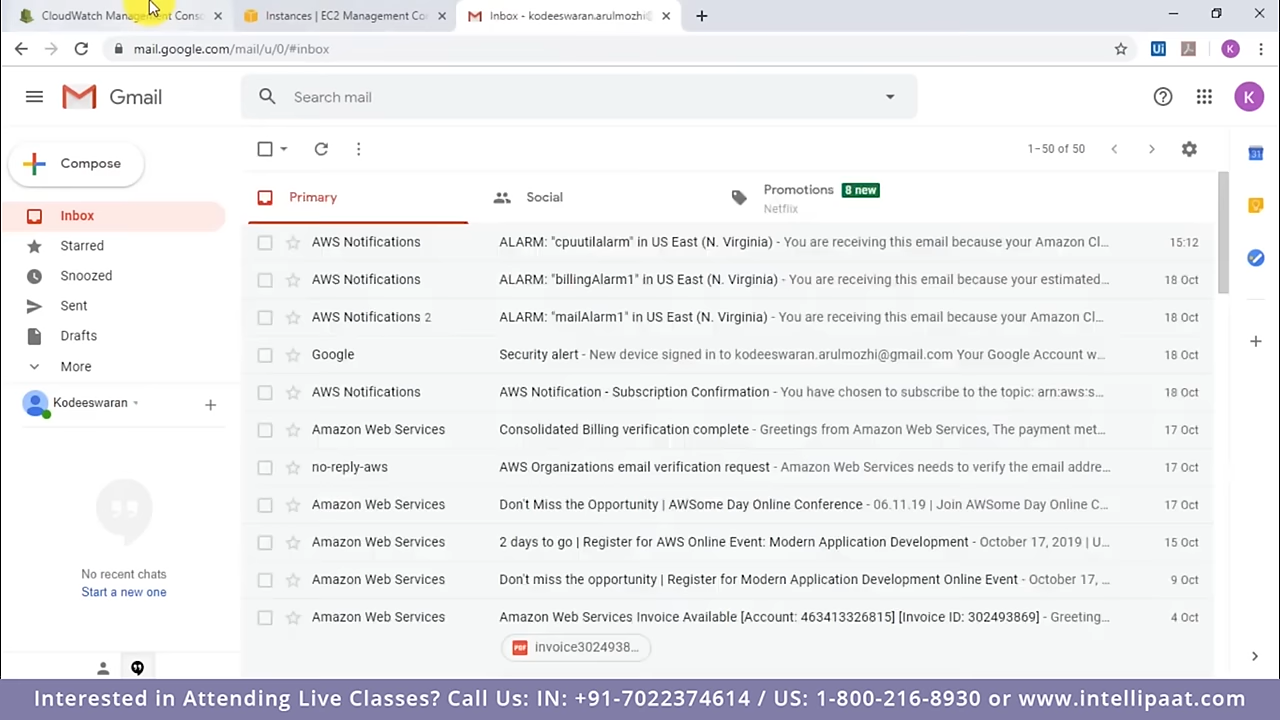 CloudWatch Management Consc
Instances | EC2 Management Co
Inbox - kodeeswaran.arulmozhi@
mail.google.com/mail/u/0/#inbox
Ui
K
Gmail
Search mail
K
Compose
1–50 of 50
31
Inbox
Primary
Social
Promotions 8 new
Netflix
Starred
Snoozed
Sent
Drafts
More
Kodeeswaran
No recent chats
Start a new one
AWS Notifications ALARM: "cpuutilalarm" in US East (N. Virginia) - You are receiving this email because your Amazon Cl... 15:12
AWS Notifications ALARM: "billingAlarm1" in US East (N. Virginia) - You are receiving this email because your estimated... 18 Oct
AWS Notifications 2 ALARM: "mailAlarm1" in US East (N. Virginia) - You are receiving this email because your Amazon Cl... 18 Oct
Google Security alert - New device signed in to kodeeswaran.arulmozhi@gmail.com Your Google Account w... 18 Oct
AWS Notifications AWS Notification - Subscription Confirmation - You have chosen to subscribe to the topic: arn:aws:s... 18 Oct
Amazon Web Services Consolidated Billing verification complete - Greetings from Amazon Web Services, The payment met... 17 Oct
no-reply-aws AWS Organizations email verification request - Amazon Web Services needs to verify the email addre... 17 Oct
Amazon Web Services Don't Miss the Opportunity | AWSome Day Online Conference - 06.11.19 | Join AWSome Day Online C... 17 Oct
Amazon Web Services 2 days to go | Register for AWS Online Event: Modern Application Development - October 17, 2019 | U... 15 Oct
Amazon Web Services Don't miss the opportunity | Register for Modern Application Development Online Event - October 17, ... 9 Oct
Amazon Web Services Amazon Web Services Invoice Available [Account: 463413326815] [Invoice ID: 302493869] - Greeting... 4 Oct
PDF invoice3024938...
Interested in Attending Live Classes? Call Us: IN: +91-7022374614 / US: 1-800-216-8930 or www.intellipaat.com